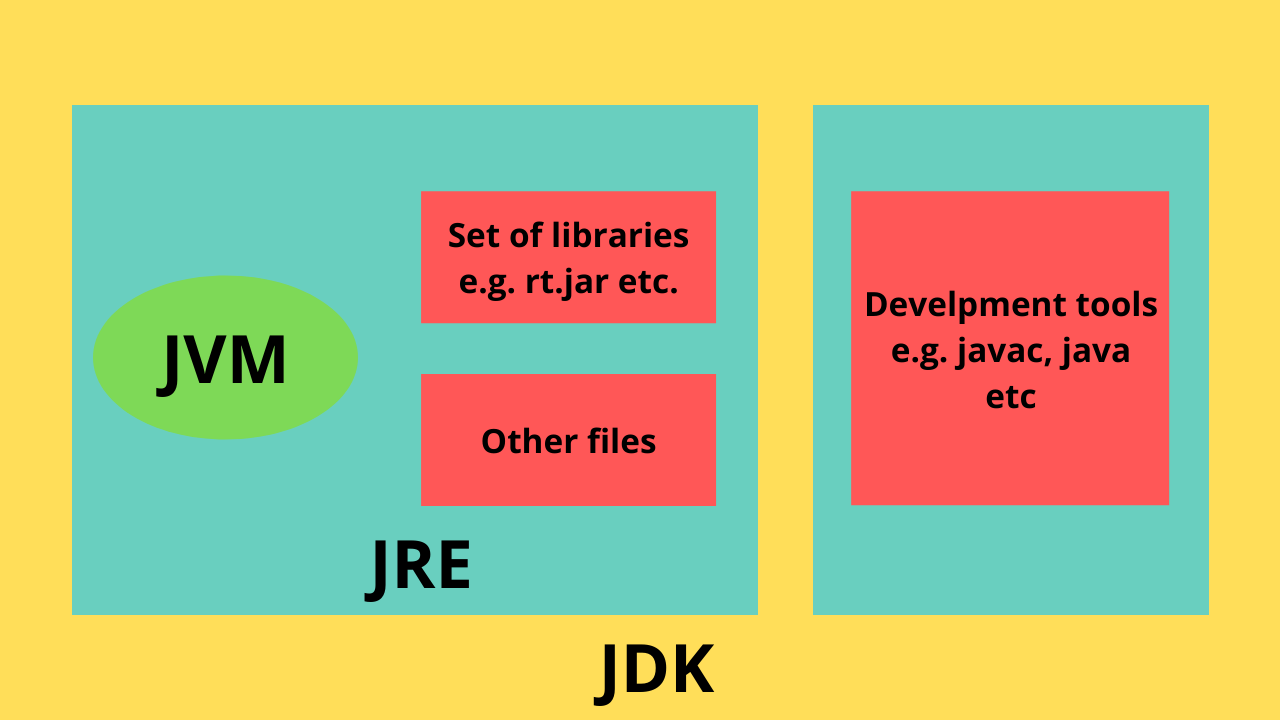 Set of libraries
e.g. rt.jar etc.
JVM
Other files
JRE
Develpment tools
e.g. javac, java
etc
JDK